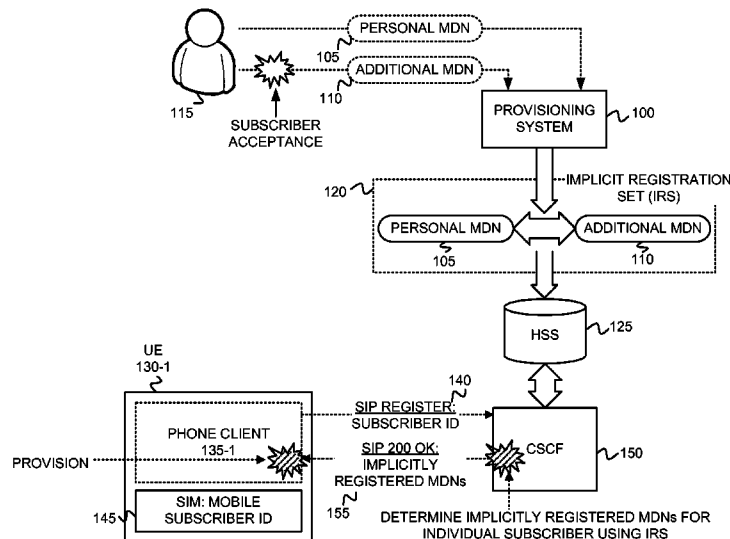 PERSONAL MDN
105
ADDITIONAL MDN
110
115
SUBSCRIBER
ACCEPTANCE
PROVISIONING
SYSTEM
100
120
IMPLICIT REGISTRATION
SET (IRS)
PERSONAL MDN
105
ADDITIONAL MDN
110
HSS
125
UE
130-1
140
SIP REGISTER:
SUBSCRIBER ID
PHONE CLIENT
135-1
PROVISION
SIP 200 OK:
IMPLICITLY
REGISTERED MDNs
155
CSCF
150
145
SIM: MOBILE
SUBSCRIBER ID
DETERMINE IMPLICITLY REGISTERED MDNs FOR
INDIVIDUAL SUBSCRIBER USING IRS